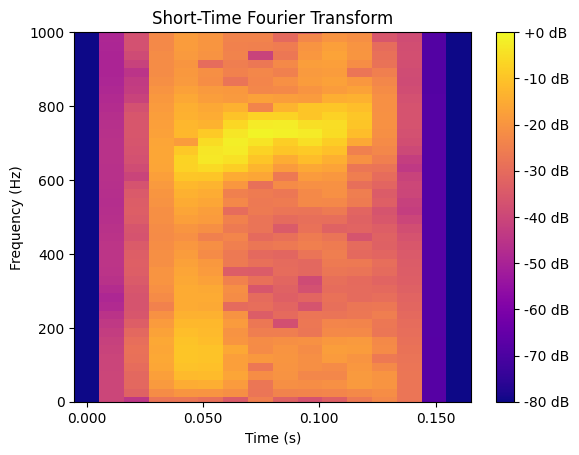 Short-Time Fourier Transform
1000
800
600
400
200
0
Frequency (Hz)
0.000
0.050
0.100
0.150
Time (s)
+0 dB
-10 dB
-20 dB
-30 dB
-40 dB
-50 dB
-60 dB
-70 dB
-80 dB